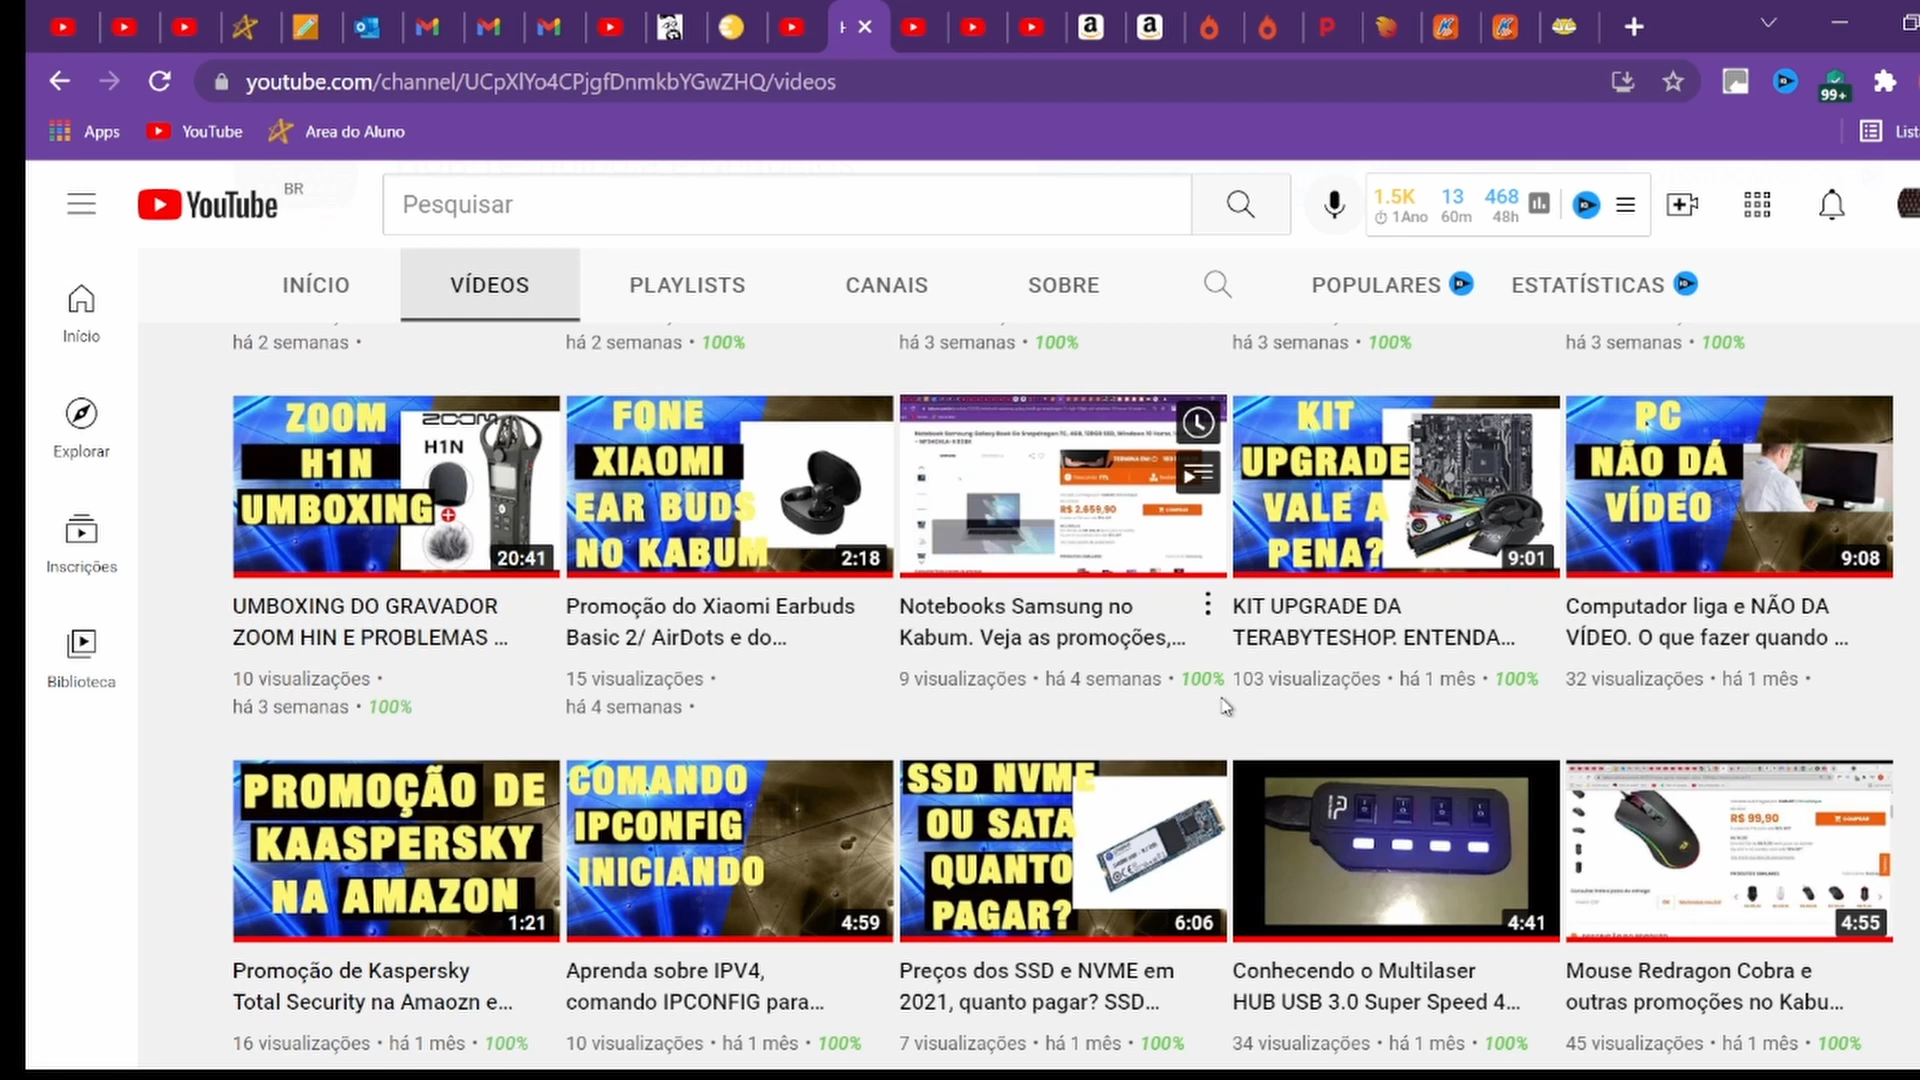 youtube.com/channel/UCpXlYo4CPjgfDnmkbYGwZHQ/videos
99+
Apps YouTube Area do Aluno
YouTube BR
Pesquisar
1.5K 13 468
1Ano 60m 48h
INÍCIO VÍDEOS PLAYLISTS CANAIS SOBRE POPULARES ESTATÍSTICAS
Início
Explorar
Inscrições
Biblioteca
há 2 semanas •
há 2 semanas • 100%
há 3 semanas • 100%
há 3 semanas • 100%
há 3 semanas • 100%
ZOOM
H1N
UMBOXING
ZOOM
H1N
20:41
FONE
XIAOMI
EAR BUDS
NO KABUM
2:18
R$ 2.659,90
KIT
UPGRADE
VALE A
PENA?
9:01
PC
NÃO DÁ
VÍDEO
9:08
UMBOXING DO GRAVADOR
ZOOM HIN E PROBLEMAS ...
10 visualizações •
há 3 semanas • 100%
Promoção do Xiaomi Earbuds
Basic 2/ AirDots e do...
15 visualizações •
há 4 semanas •
Notebooks Samsung no
Kabum. Veja as promoções,...
9 visualizações • há 4 semanas • 100%
KIT UPGRADE DA
TERABYTESHOP. ENTENDA...
103 visualizações • há 1 mês • 100%
Computador liga e NÃO DA
VÍDEO. O que fazer quando ...
32 visualizações • há 1 mês •
PROMOÇÃO DE
KAASPERSKY
NA AMAZON
1:21
COMANDO
IPCONFIG
INICIANDO
4:59
SSD NVME
OU SATA
QUANTO
PAGAR?
6:06
4:41
R$ 99,90
COMPRAR
4:55
Promoção de Kaspersky
Total Security na Amaozn e...
16 visualizações • há 1 mês • 100%
Aprenda sobre IPV4,
comando IPCONFIG para...
10 visualizações • há 1 mês • 100%
Preços dos SSD e NVME em
2021, quanto pagar? SSD...
7 visualizações • há 1 mês • 100%
Conhecendo o Multilaser
HUB USB 3.0 Super Speed 4...
34 visualizações • há 1 mês • 100%
Mouse Redragon Cobra e
outras promoções no Kabu...
45 visualizações • há 1 mês • 100%